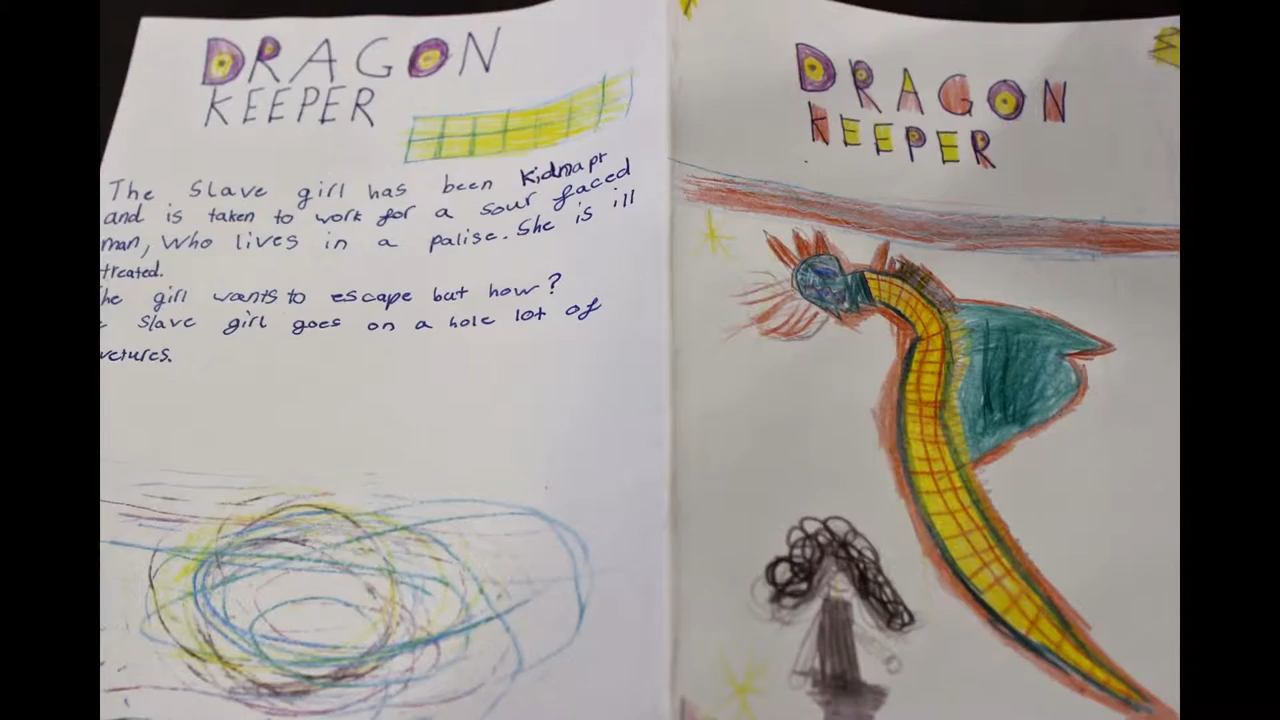 DRAGON
KEEPER
The slave girl has been kidnapt
and is taken to work for a sour faced
man, who lives in a palise. She is ill
treated.
he girl wants to escape but how?
slave girl goes on a hole lot of
vetures.
DRAGON
KEEPER